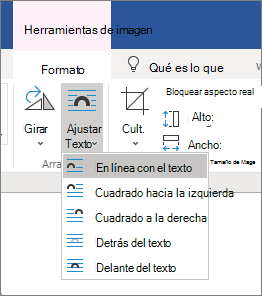 Herramientas de imagen
Formato
Qué es lo que
Girar
Ajustar
Texto
Cult.
Bloquear aspecto real
Alto:
Ancho:
Tamaño de Mage
En línea con el texto
Cuadrado hacia la izquierda
Cuadrado a la derecha
Detrás del texto
Delante del texto